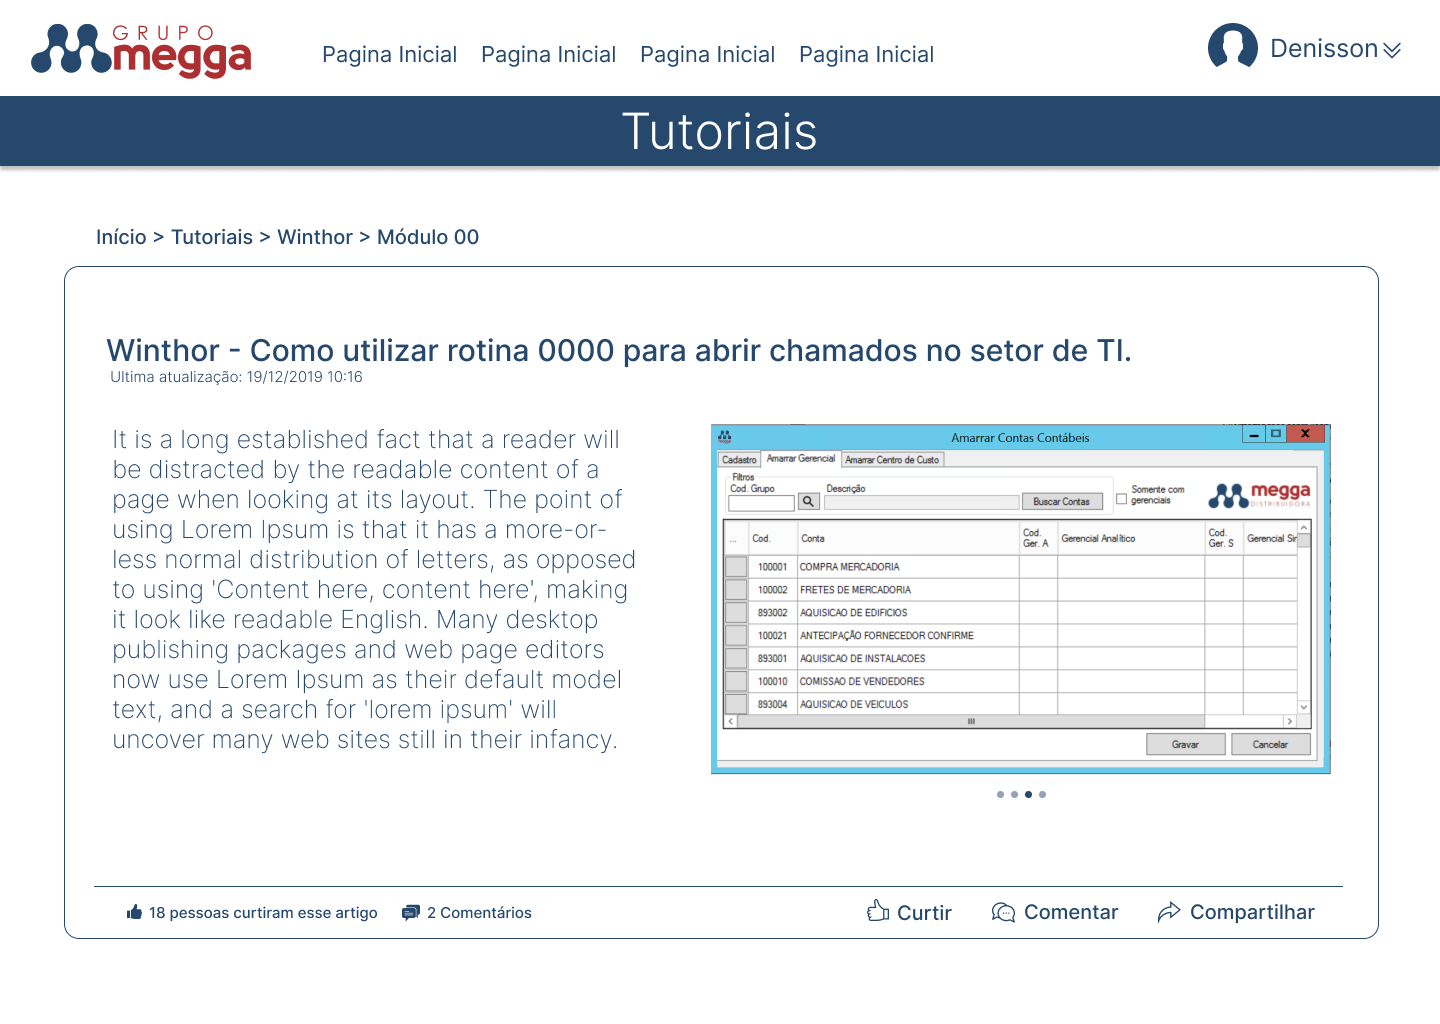 GRUPO
megga
Pagina Inicial Pagina Inicial Pagina Inicial Pagina Inicial
Denisson
Tutoriais
Início > Tutoriais > Winthor > Módulo 00
Winthor - Como utilizar rotina 0000 para abrir chamados no setor de TI.
Ultima atualização: 19/12/2019 10:16
It is a long established fact that a reader will
be distracted by the readable content of a
page when looking at its layout. The point of
using Lorem Ipsum is that it has a more-or-
less normal distribution of letters, as opposed
to using 'Content here, content here', making
it look like readable English. Many desktop
publishing packages and web page editors
now use Lorem Ipsum as their default model
text, and a search for 'lorem ipsum' will
uncover many web sites still in their infancy.
Amarrar Contas Contábeis
Cadastro Amarrar Gerencial Amarrar Centro de Custo
Filtros
Cod. Grupo Descrição
Buscar Contas
Somente com
gerenciais
megga
DISTRIBUIDORA
... Cod. Conta Cod. Ger. A Gerencial Analítico Cod. Ger. S Gerencial Sin
100001 COMPRA MERCADORIA
100002 FRETES DE MERCADORIA
893002 AQUISICAO DE EDIFICIOS
100021 ANTECIPAÇÃO FORNECEDOR CONFIRME
893001 AQUISICAO DE INSTALACOES
100010 COMISSAO DE VENDEDORES
893004 AQUISICAO DE VEICULOS
Gravar Cancelar
18 pessoas curtiram esse artigo 2 Comentários
Curtir Comentar Compartilhar